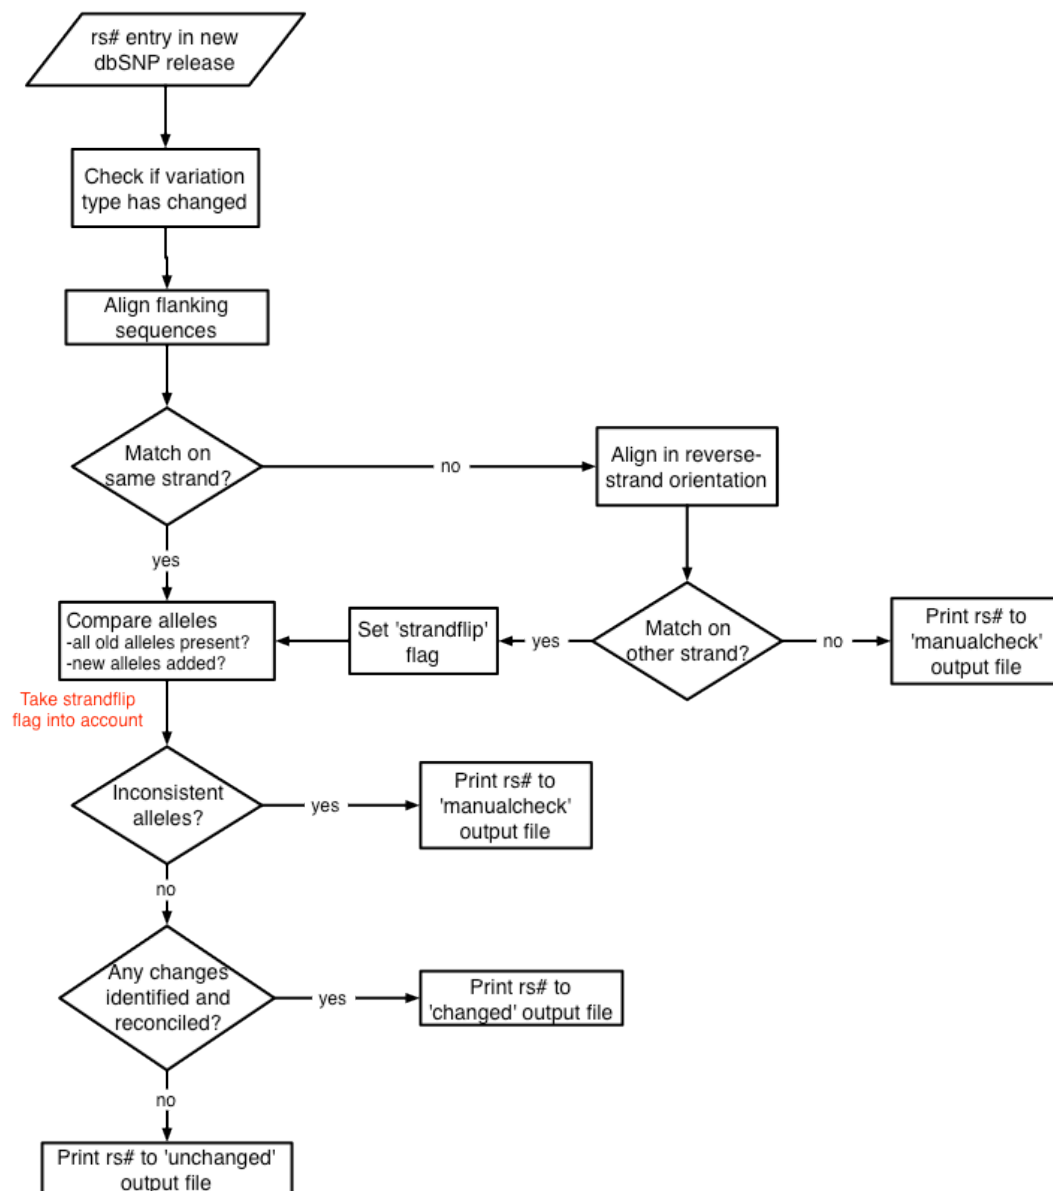 rs# entry in new
dbSNP release
Check if variation
type has changed
Align flanking
sequences
Match on
same strand?
no
Align in reverse-
strand orientation
yes
Compare alleles
-all old alleles present?
-new alleles added?
Set 'strandflip'
flag
yes
Match on
other strand?
no
Print rs# to
'manualcheck'
output file
Take strandflip
flag into account
Inconsistent
alleles?
yes
Print rs# to
'manualcheck'
output file
no
Any changes
identified and
reconciled?
yes
Print rs# to
'changed' output file
no
Print rs# to 'unchanged'
output file